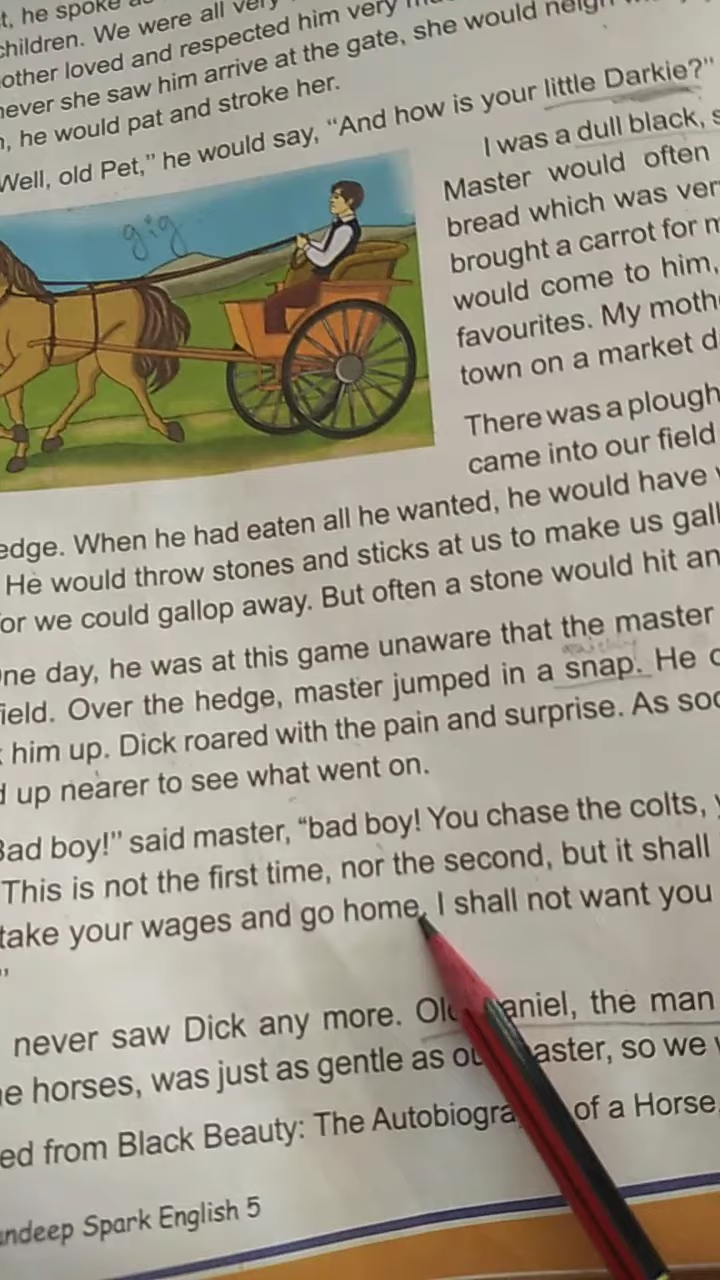 t, he spoke
children. We were all very
other loved and respected him very
never she saw him arrive at the gate, she would neigh
, he would pat and stroke her.
Well, old Pet,” he would say, “And how is your little Darkie?”
gig
I was a dull black, s
Master would often
bread which was ver
brought a carrot for m
would come to him,
favourites. My moth
town on a market d
There was a plough
came into our field
edge. When he had eaten all he wanted, he would have
He would throw stones and sticks at us to make us gall
or we could gallop away. But often a stone would hit an
One day, he was at this game unaware that the master
field. Over the hedge, master jumped in a snap. He c
him up. Dick roared with the pain and surprise. As soo
d up nearer to see what went on.
Bad boy!” said master, “bad boy! You chase the colts, y
This is not the first time, nor the second, but it shall
take your wages and go home. I shall not want you
”
never saw Dick any more. Old Daniel, the man
e horses, was just as gentle as our master, so we w
ed from Black Beauty: The Autobiogra of a Horse
ndeep Spark English 5